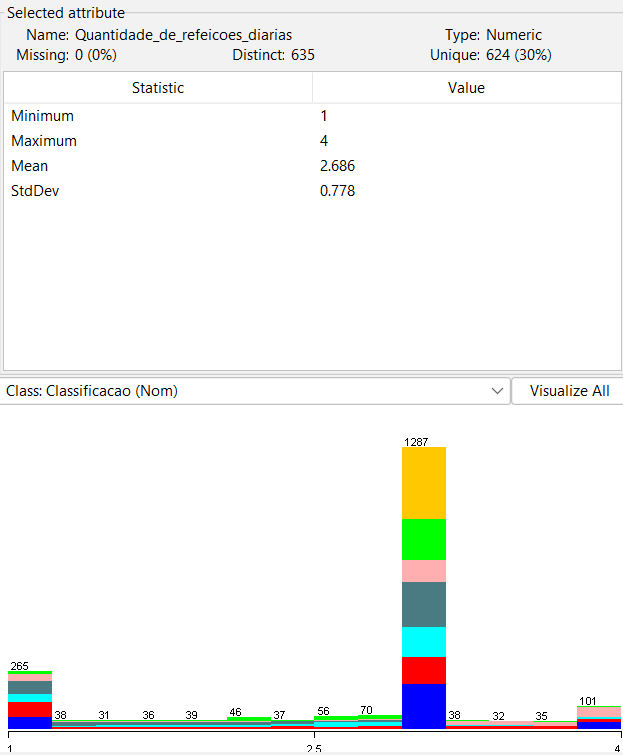 Selected attribute
Name: Quantidade_de_refeicoes_diarias Type: Numeric
Missing: 0 (0%) Distinct: 635 Unique: 624 (30%)
Statistic Value
Minimum 1
Maximum 4
Mean 2.686
StdDev 0.778
Class: Classificacao (Nom) Visualize All
1287
265
38 31 36 39 46 37 56 70 38 32 35 101
1 2.5 4